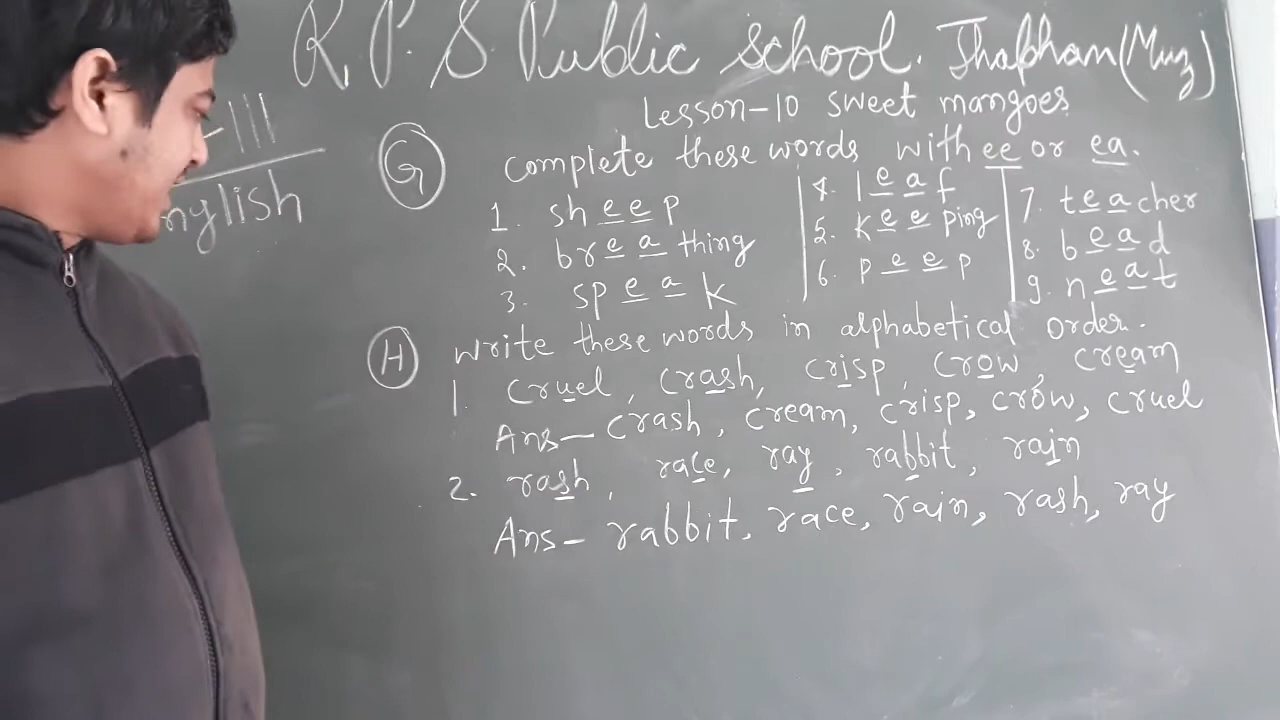 R.P.S Public School. Jhaphan (Muz)
-III
nglish
Lesson-10 sweet mangoes
G complete these words with ee or ea.
1. sheep
2. breathing
3. speak
4. leaf
5. keeping
6. peep
7. teacher
8. bead
9. neat
H write these words in alphabetical order.
1. cruel, crash, crisp, crow, cream
Ans- crash, cream, crisp, crow, cruel
2. rash, race, ray, rabbit, rain
Ans- rabbit, race, rain, rash, ray